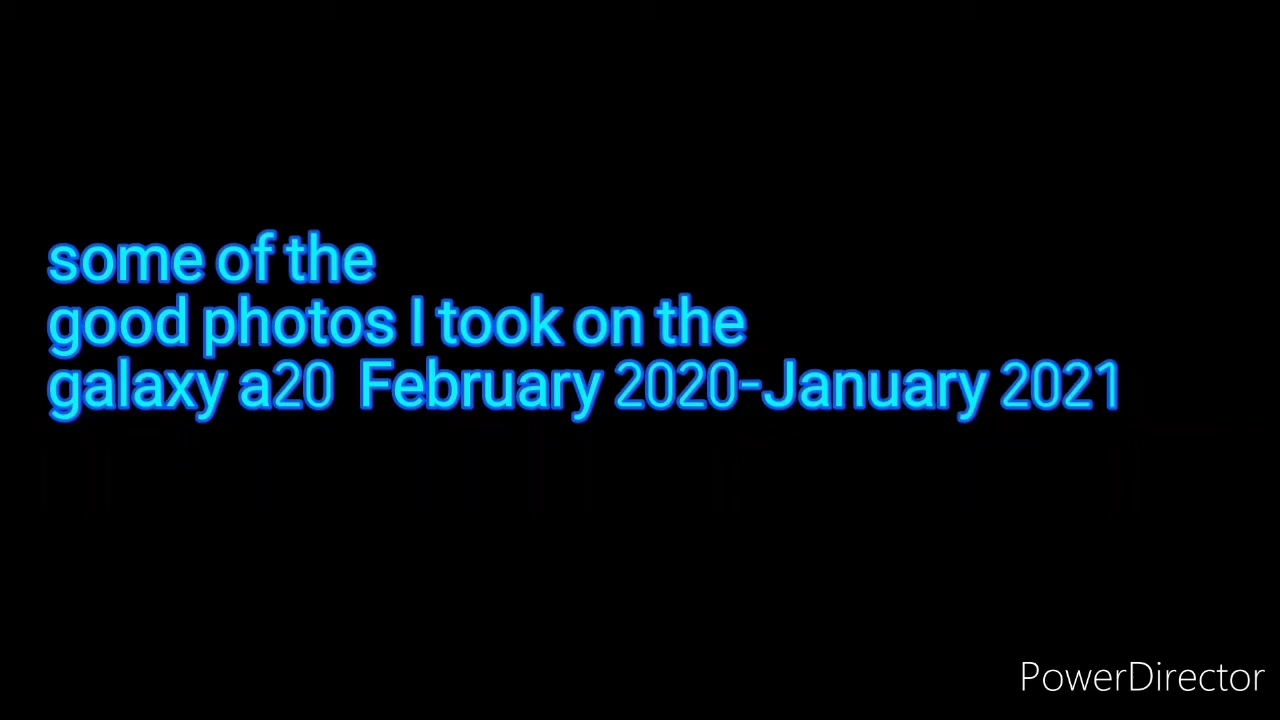 some of the
good photos I took on the
galaxy a20  February 2020-January 2021
PowerDirector